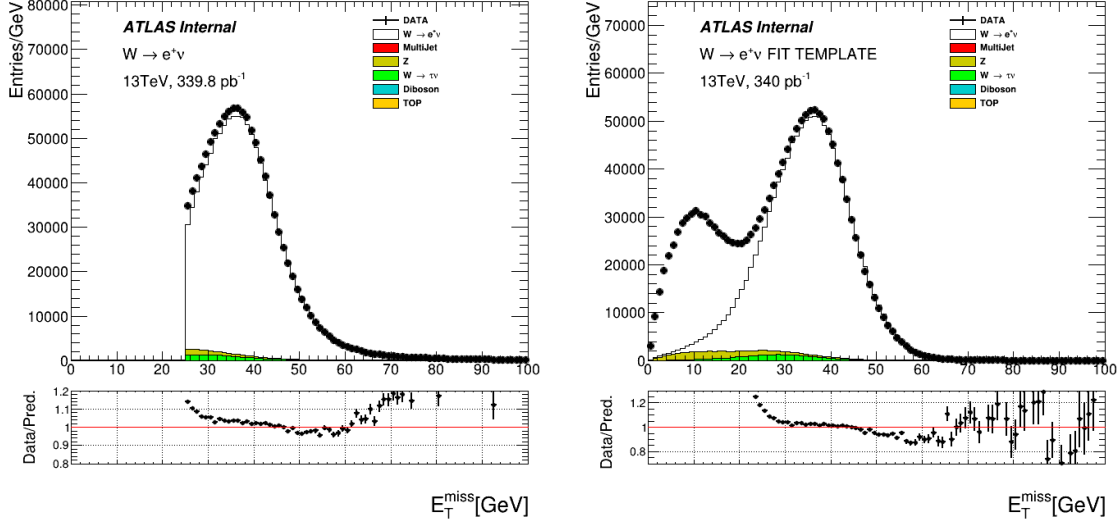 Entries/GeV
80000
70000
60000
50000
40000
30000
20000
10000
0
ATLAS Internal
W → e⁺ν
13TeV, 339.8 pb⁻¹
DATA
W → e⁺ν
MultiJet
Z
W → τν
Diboson
TOP
0 10 20 30 40 50 60 70 80 90 100
Data/Pred.
1.2
1.1
1
0.9
0.8
E_T^miss[GeV]
Entries/GeV
70000
60000
50000
40000
30000
20000
10000
0
ATLAS Internal
W → e⁺ν FIT TEMPLATE
13TeV, 340 pb⁻¹
DATA
W → e⁺ν
MultiJet
Z
W → τν
Diboson
TOP
0 10 20 30 40 50 60 70 80 90 100
Data/Pred.
1.2
1
0.8
E_T^miss[GeV]